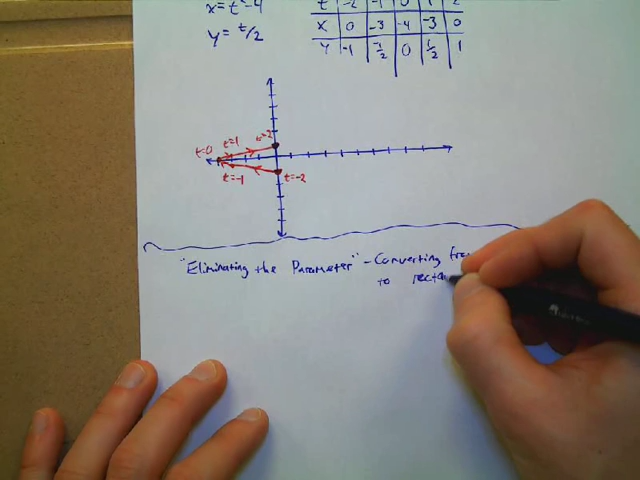 x = t² - 4
t -2 -1 0 1 2
x 0 -3 -4 -3 0
y = t/2
y -1 -1/2 0 1/2 1
t=0 t=1 t=2
t=-1 t=-2
"Eliminating the Parameter" - Converting
to